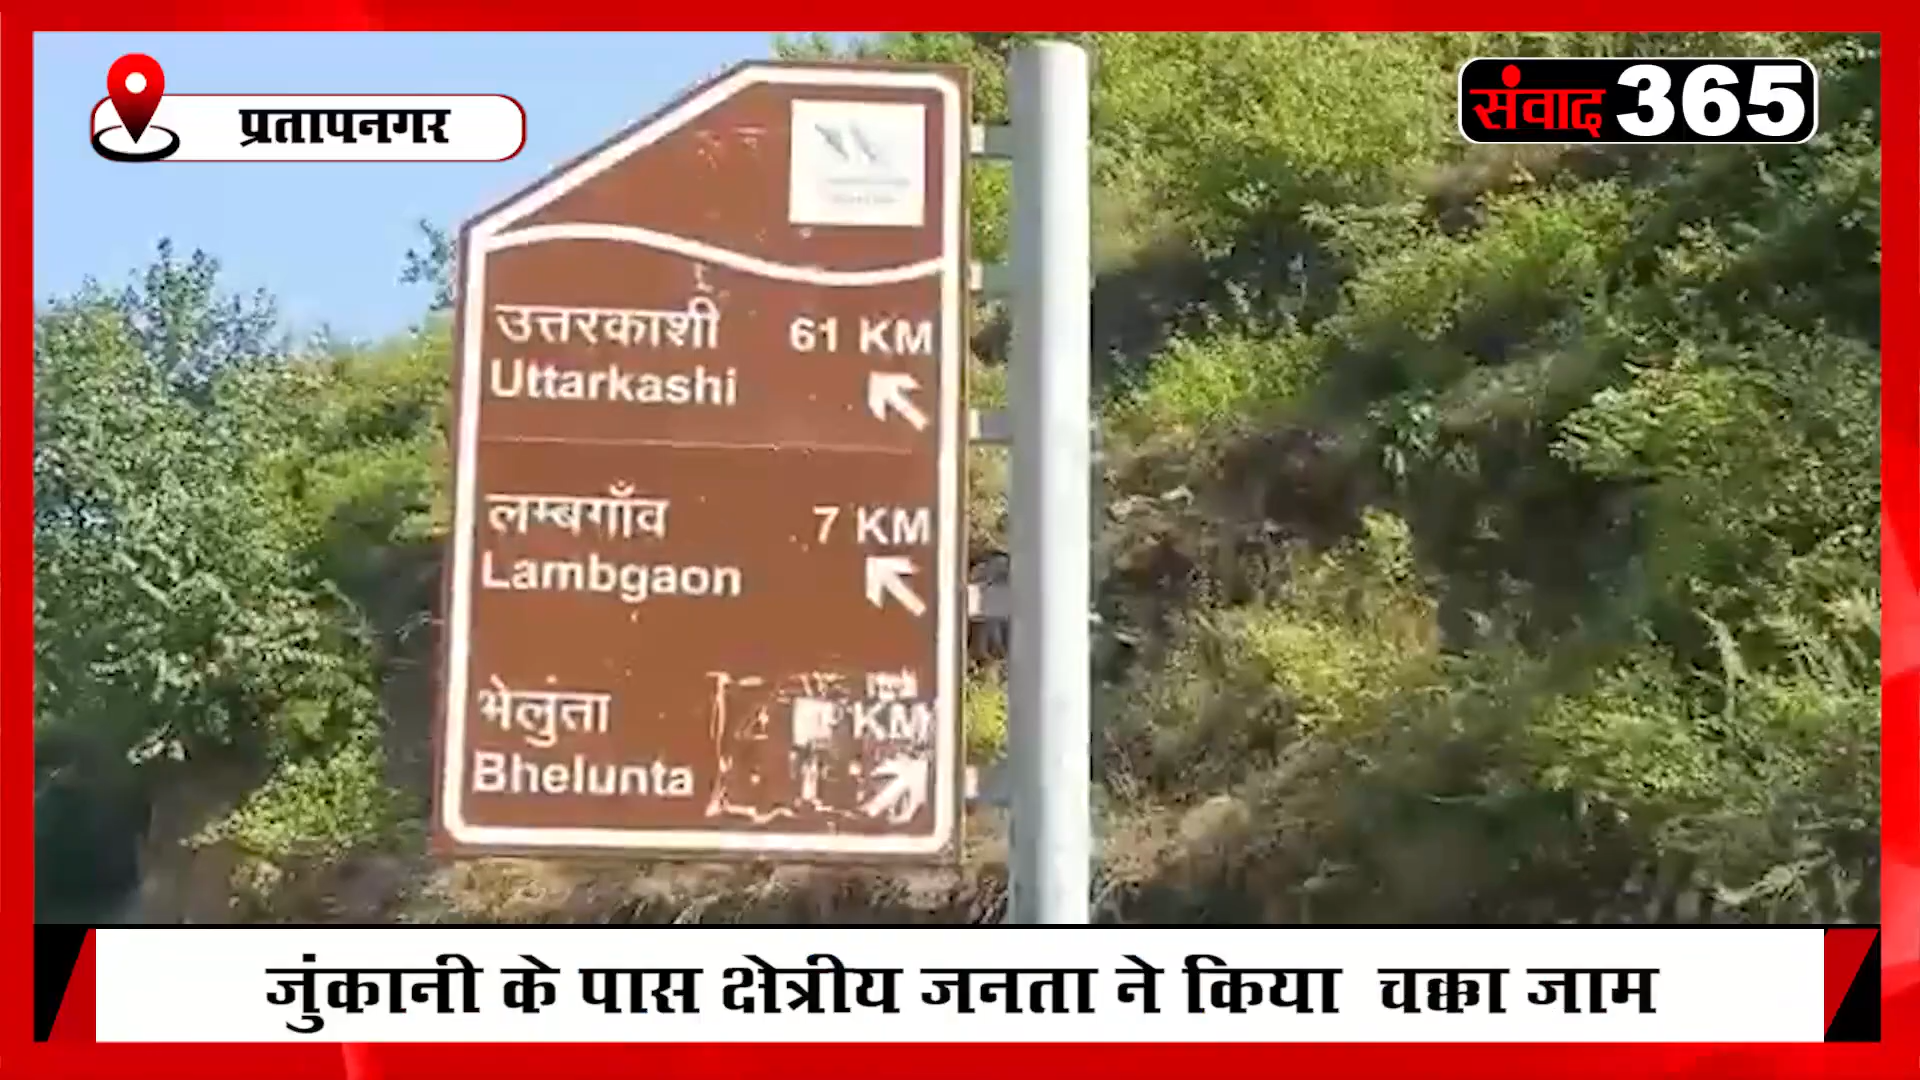 प्रतापनगर
संवाद 365
उत्तरकाशी 61 KM
Uttarkashi
लम्बगाँव 7 KM
Lambgaon
भेलुंता KM
Bhelunta
जुंकानी के पास क्षेत्रीय जनता ने किया चक्का जाम